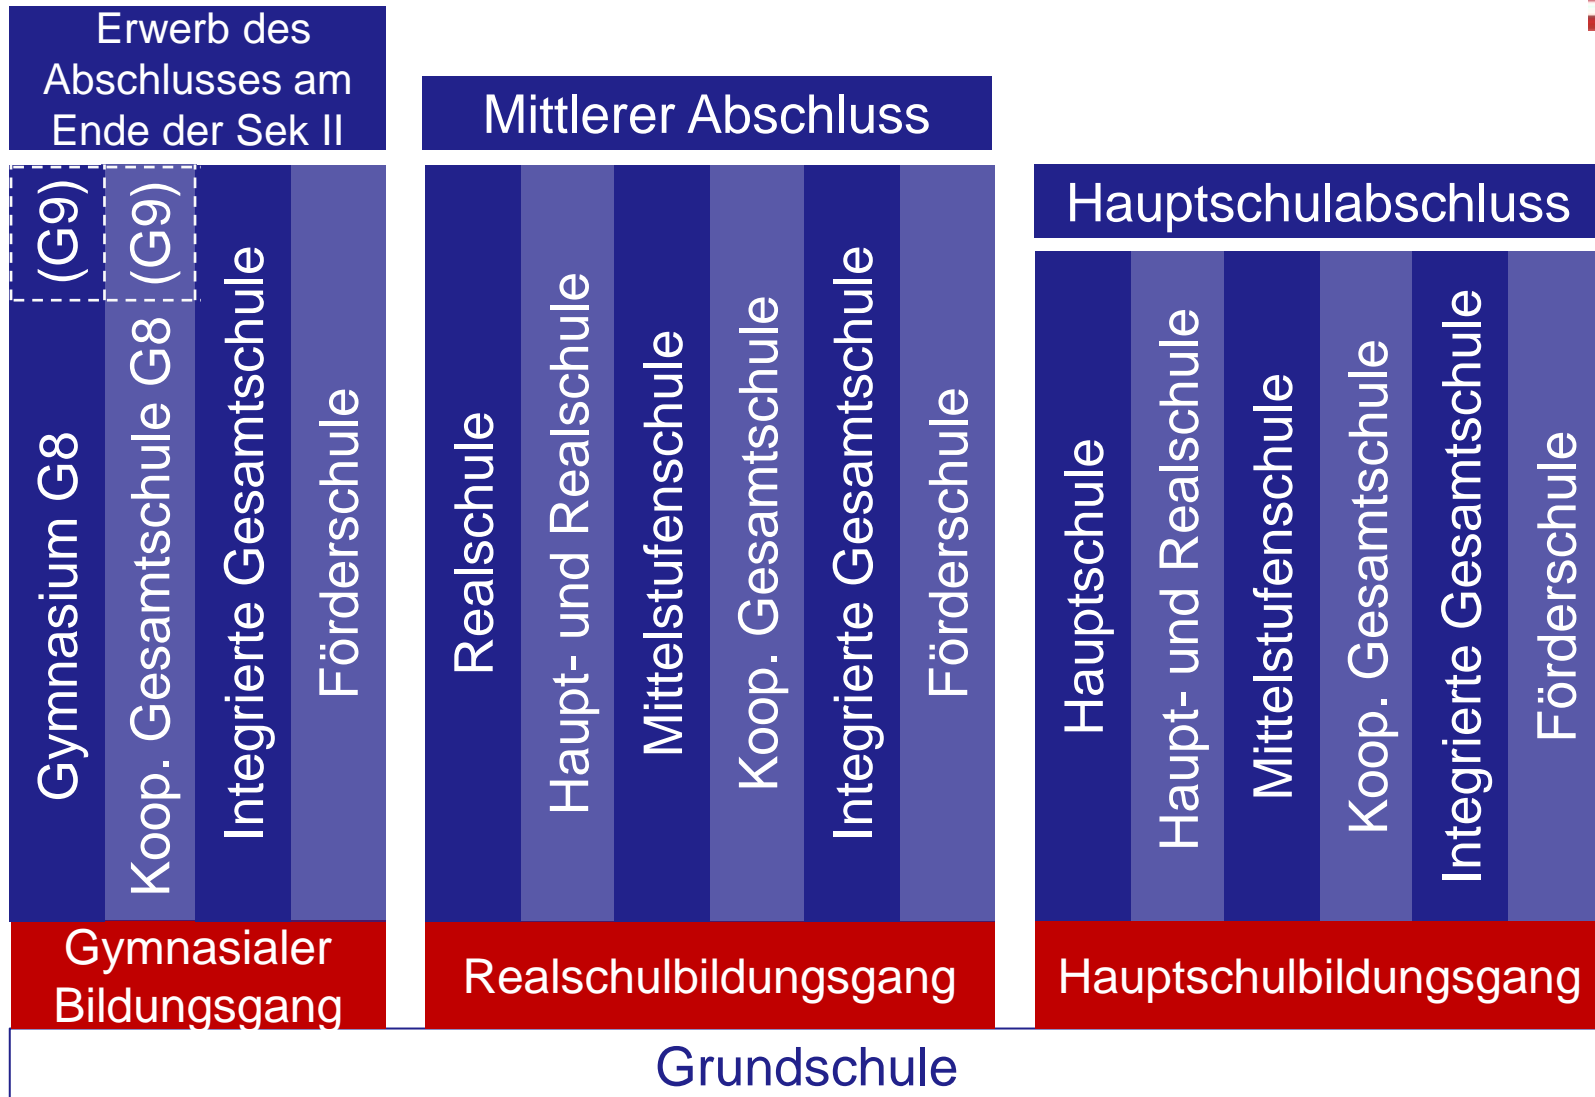 Erwerb des
Abschlusses am
Ende der Sek II
Mittlerer Abschluss
Hauptschulabschluss
(G9)
(G9)
Gymnasium G8
Koop. Gesamtschule G8
Integrierte Gesamtschule
Förderschule
Realschule
Haupt- und Realschule
Mittelstufenschule
Koop. Gesamtschule
Integrierte Gesamtschule
Förderschule
Hauptschule
Haupt- und Realschule
Mittelstufenschule
Koop. Gesamtschule
Integrierte Gesamtschule
Förderschule
Gymnasialer
Bildungsgang
Realschulbildungsgang
Hauptschulbildungsgang
Grundschule